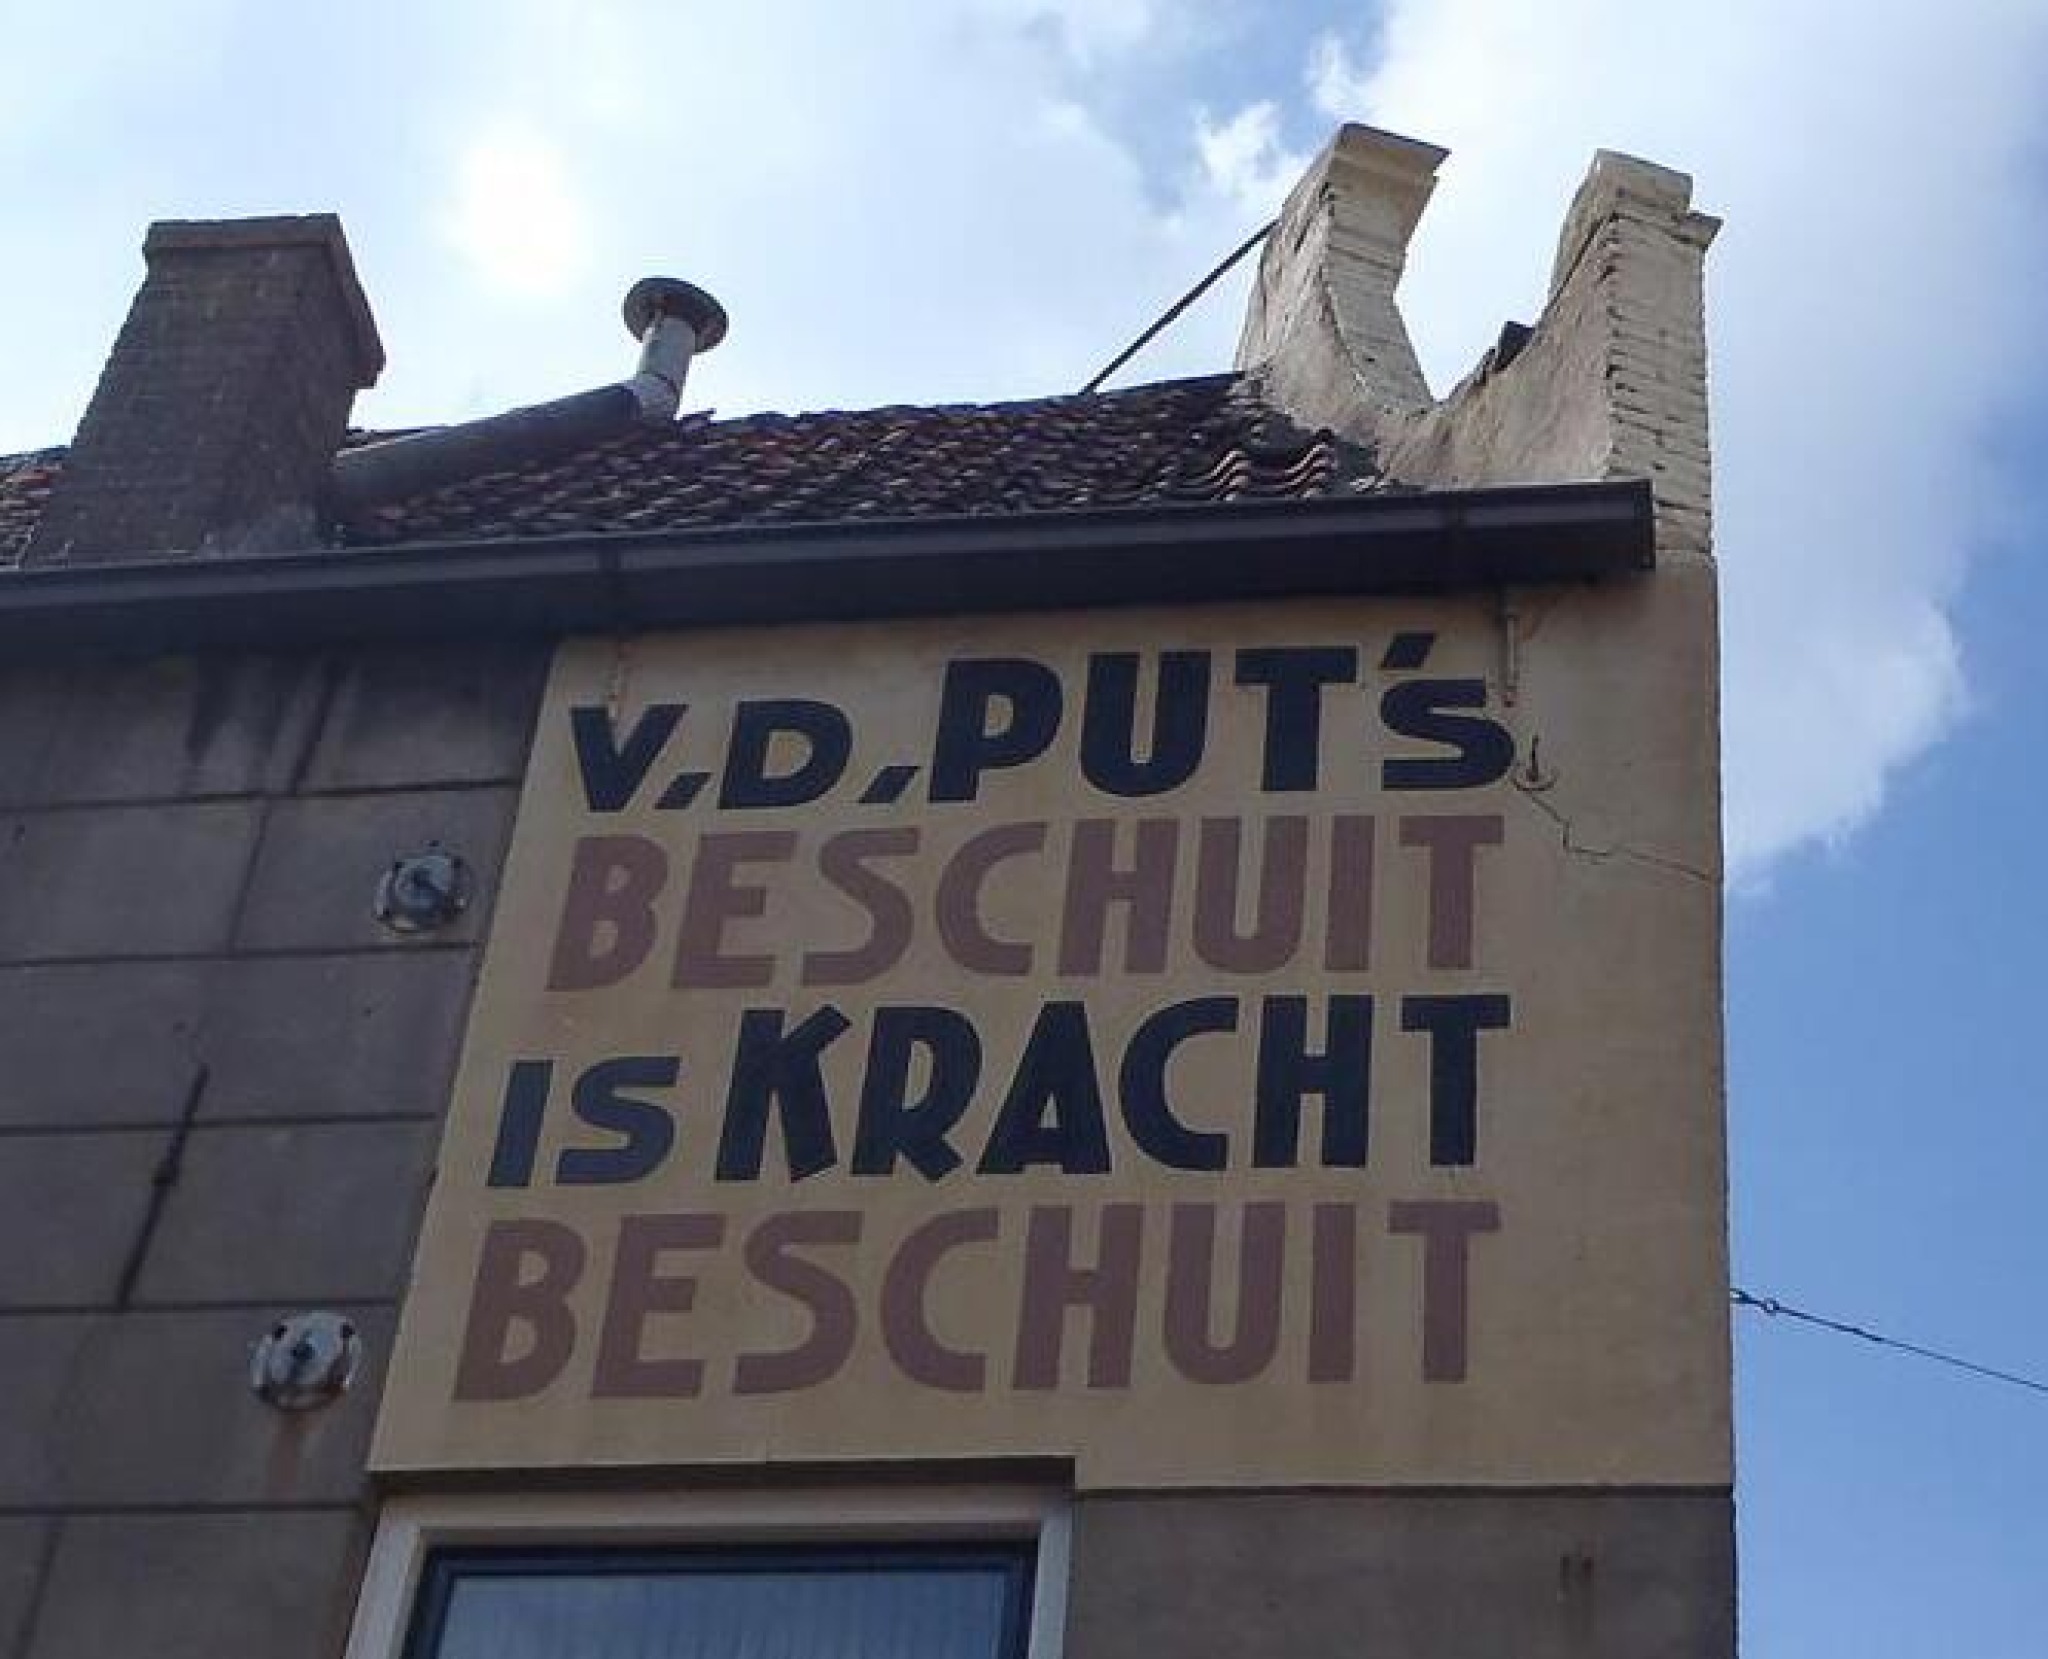 V.D. PUT'S
BESCHUIT
IS KRACHT
BESCHUIT